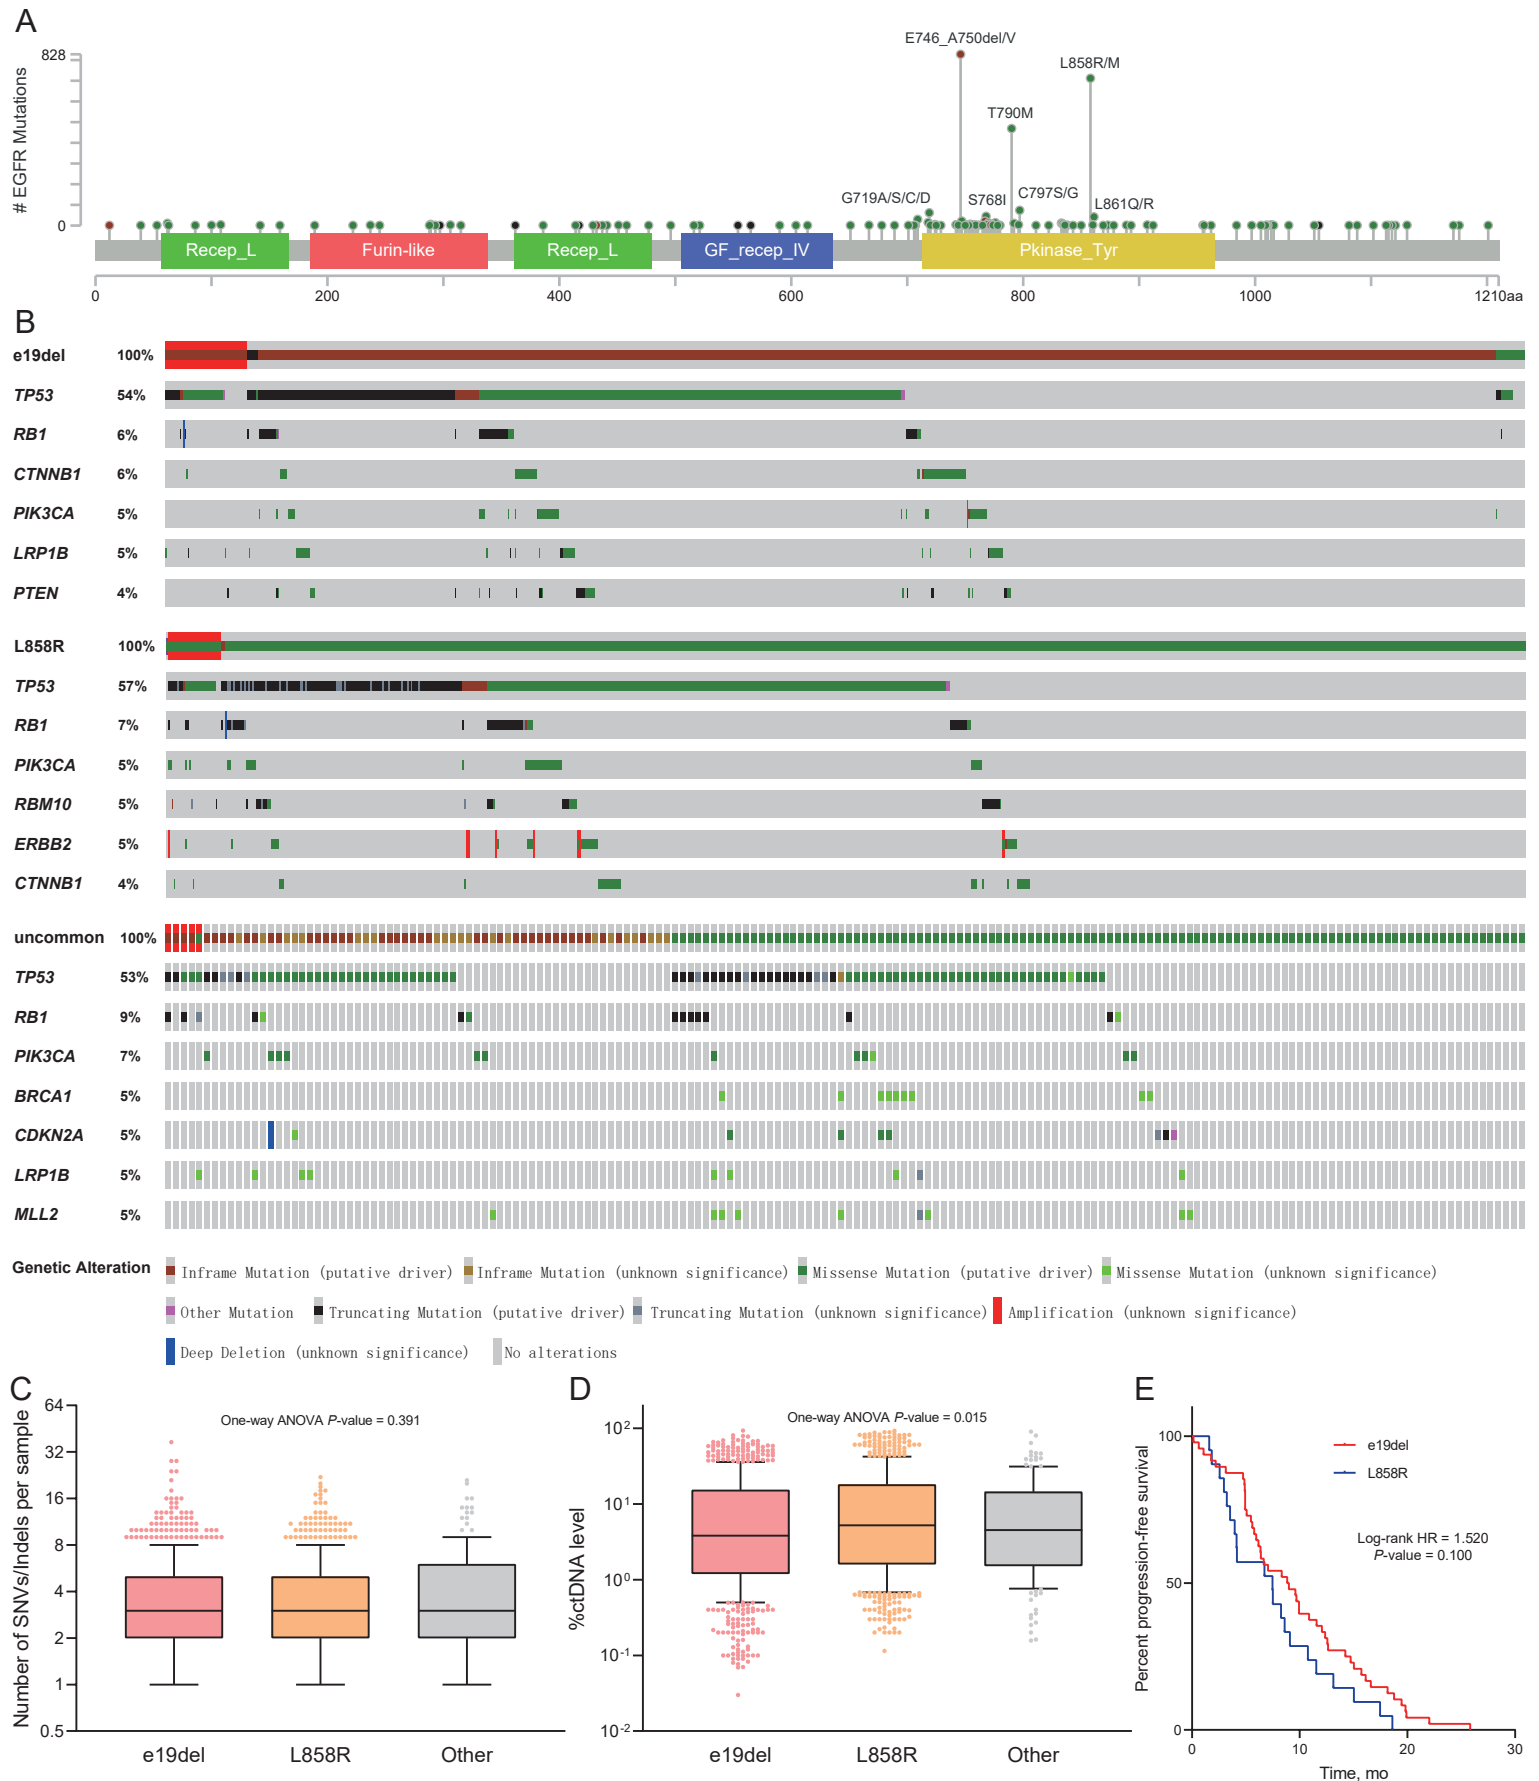 A
E746_A750del/V
828
L858R/M
T790M
# EGFR Mutations
G719A/S/C/D
S768I
C797S/G
L861Q/R
0
Recep_L
Furin-like
Recep_L
GF_recep_IV
Pkinase_Tyr
0 200 400 600 800 1000 1210aa
B
e19del 100%
TP53 54%
RB1 6%
CTNNB1 6%
PIK3CA 5%
LRP1B 5%
PTEN 4%
L858R 100%
TP53 57%
RB1 7%
PIK3CA 5%
RBM10 5%
ERBB2 5%
CTNNB1 4%
uncommon 100%
TP53 53%
RB1 9%
PIK3CA 7%
BRCA1 5%
CDKN2A 5%
LRP1B 5%
MLL2 5%
Genetic Alteration Inframe Mutation (putative driver) Inframe Mutation (unknown significance) Missense Mutation (putative driver) Missense Mutation (unknown significance)
Other Mutation Truncating Mutation (putative driver) Truncating Mutation (unknown significance) Amplification (unknown significance)
Deep Deletion (unknown significance) No alterations
C
One-way ANOVA P-value = 0.391
Number of SNVs/Indels per sample
64
32
16
8
4
2
1
0.5
e19del L858R Other
D
One-way ANOVA P-value = 0.015
%ctDNA level
10²
10¹
10⁰
10⁻¹
10⁻²
e19del L858R Other
E
Percent progression-free survival
100
50
0
e19del
L858R
Log-rank HR = 1.520
P-value = 0.100
0 10 20 30
Time, mo